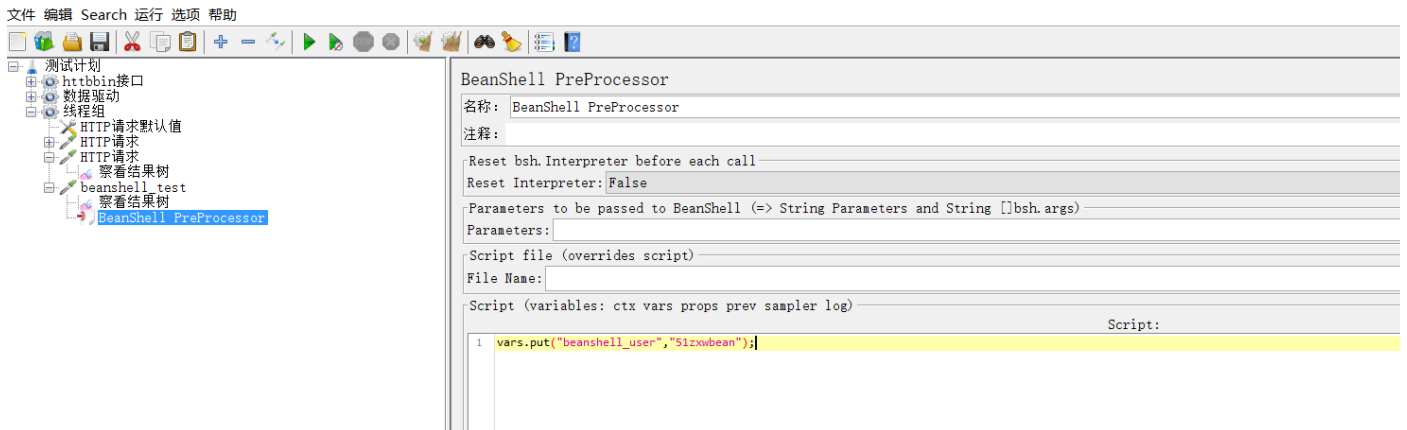 文件 编辑 Search 运行 选项 帮助
测试计划
httbbin接口
数据驱动
线程组
HTTP请求默认值
HTTP请求
HTTP请求
察看结果树
beanshell_test
察看结果树
BeanShell PreProcessor
BeanShell PreProcessor
名称: BeanShell PreProcessor
注释:
Reset bsh.Interpreter before each call
Reset Interpreter: False
Parameters to be passed to BeanShell (=> String Parameters and String []bsh.args)
Parameters:
Script file (overrides script)
File Name:
Script (variables: ctx vars props prev sampler log)
Script:
1 vars.put("beanshell_user","51zxwbean");